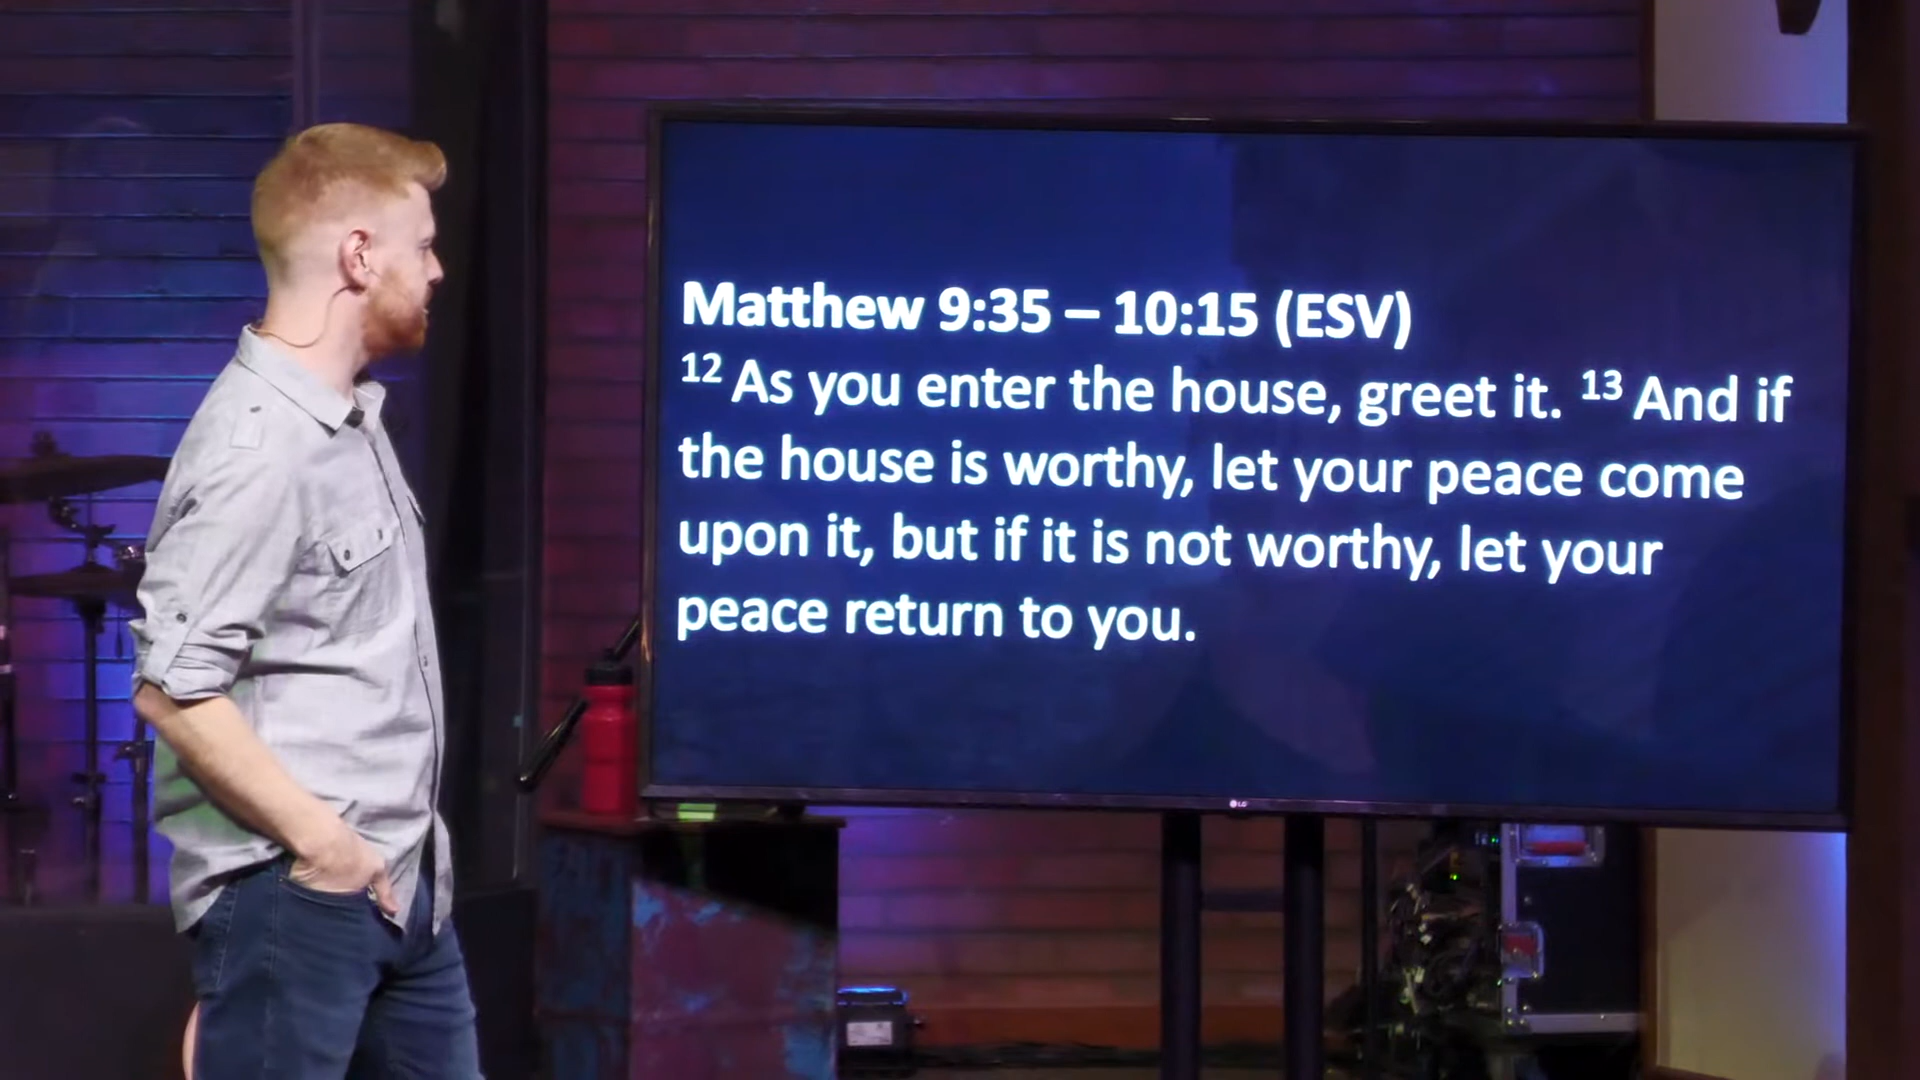 Matthew 9:35 – 10:15 (ESV)
12 As you enter the house, greet it. 13 And if
the house is worthy, let your peace come
upon it, but if it is not worthy, let your
peace return to you.
LG